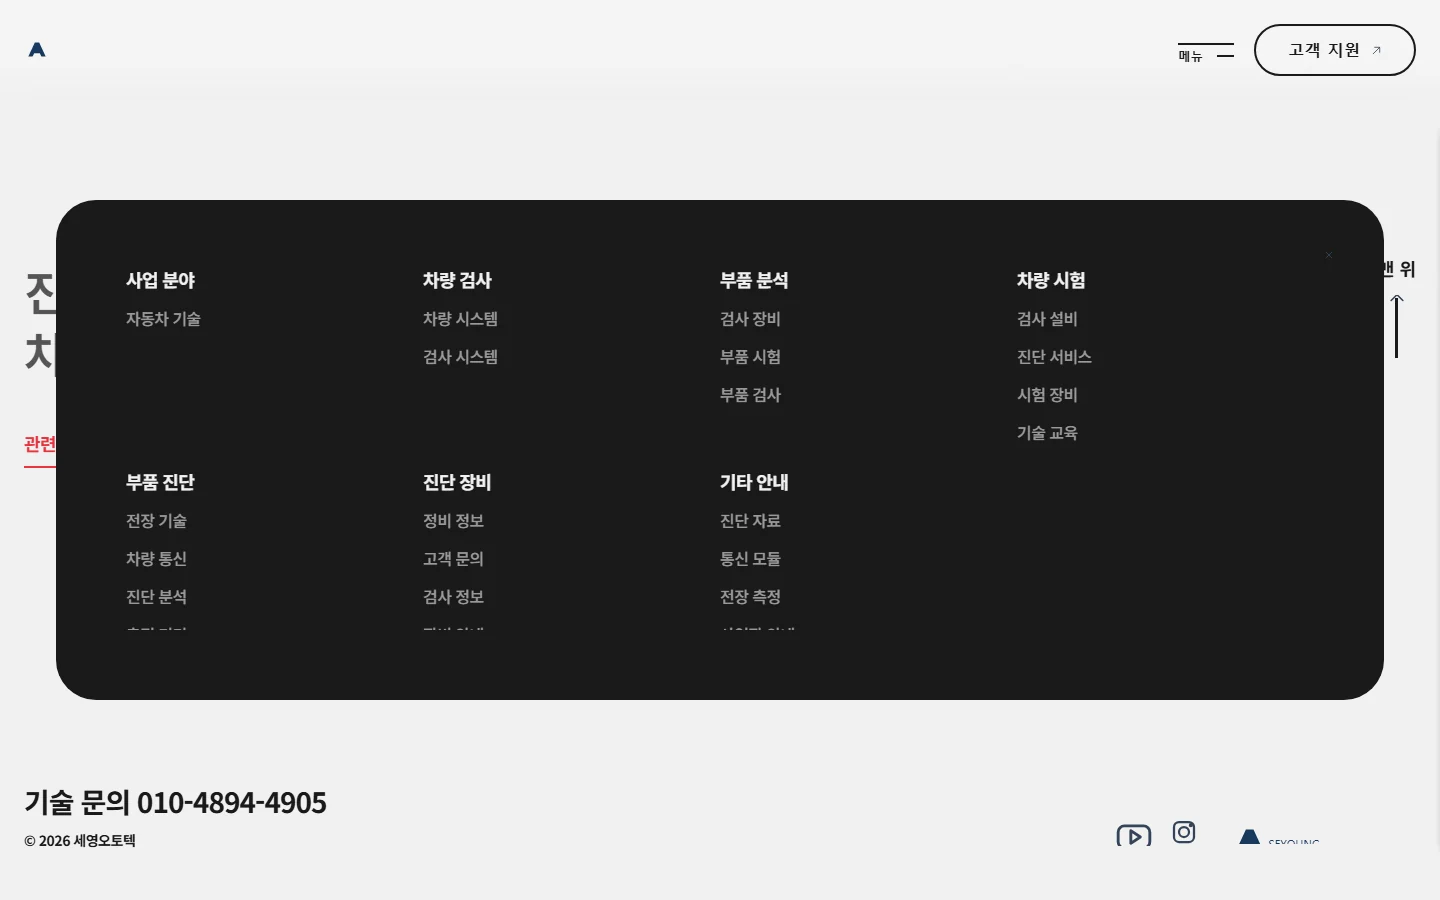 메뉴
고객 지원
사업 분야
자동차 기술
차량 검사
차량 시스템
검사 시스템
부품 분석
검사 장비
부품 시험
부품 검사
차량 시험
검사 설비
진단 서비스
시험 장비
기술 교육
맨 위
진
차
관련
부품 진단
전장 기술
차량 통신
진단 분석
진단 장비
정비 정보
고객 문의
검사 정보
기타 안내
진단 자료
통신 모듈
전장 측정
기술 문의 010-4894-4905
© 2026 세영오토텍
SEYOUNG